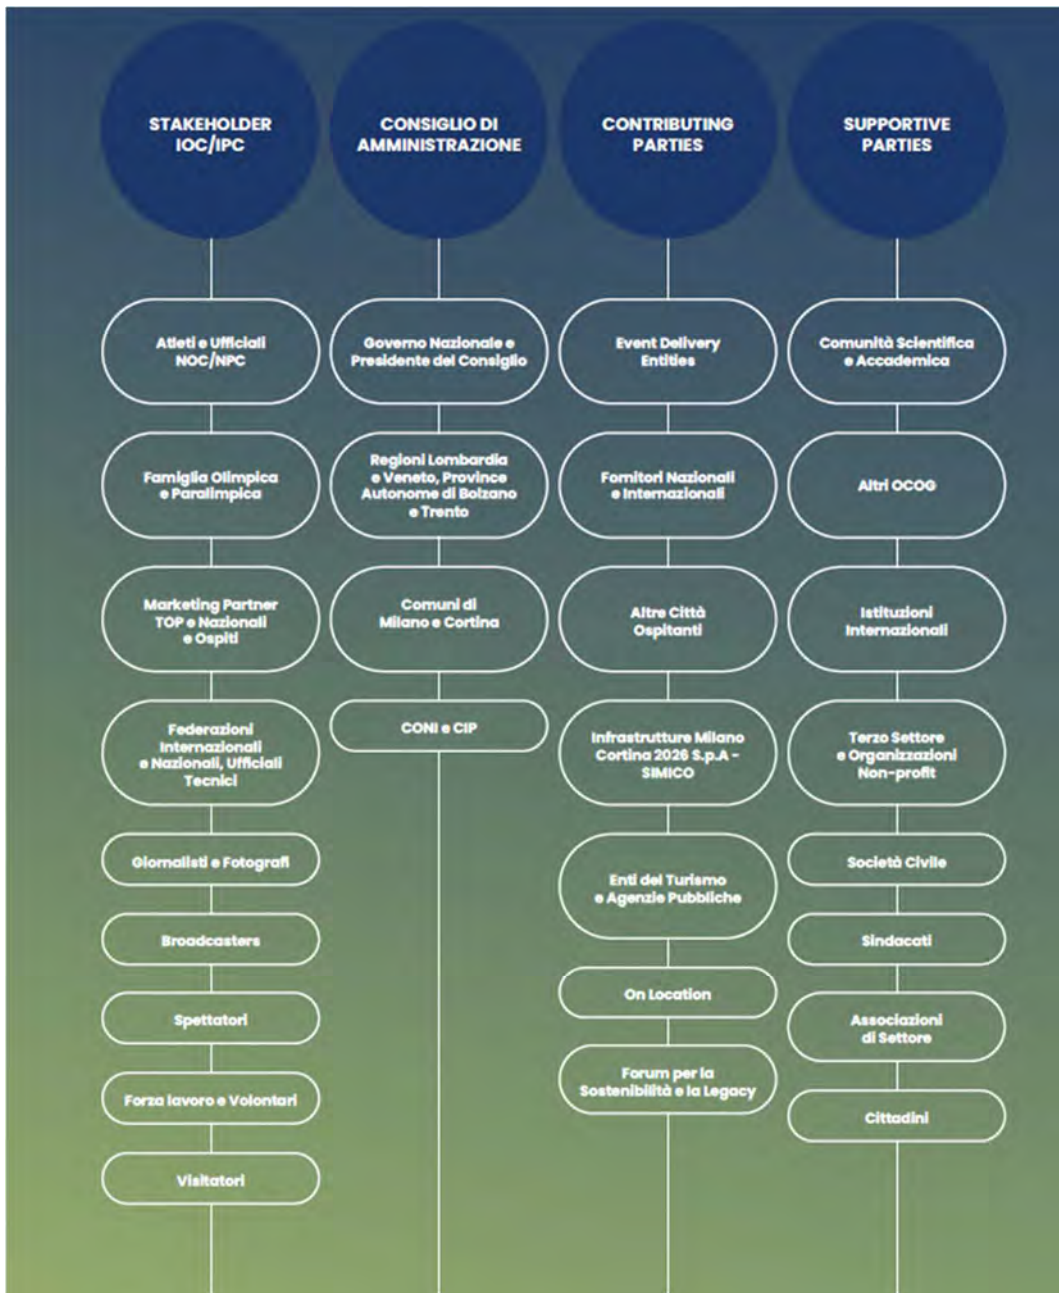 STAKEHOLDER
IOC/IPC
Atleti e Ufficiali
NOC/NPC
Famiglia Olimpica
e Paralimpica
Marketing Partner
TOP e Nazionali
e Ospiti
Federazioni
Internazionali
e Nazionali, Ufficiali
Tecnici
Giornalisti e Fotografi
Broadcasters
Spettatori
Forza lavoro e Volontari
Visitatori
CONSIGLIO DI
AMMINISTRAZIONE
Governo Nazionale e
Presidente del Consiglio
Regioni Lombardia
e Veneto, Province
Autonome di Bolzano
e Trento
Comuni di
Milano e Cortina
CONI e CIP
CONTRIBUTING
PARTIES
Event Delivery
Entities
Fornitori Nazionali
e Internazionali
Altre Città
Ospitanti
Infrastrutture Milano
Cortina 2026 S.p.A -
SIMICO
Enti del Turismo
e Agenzie Pubbliche
On Location
Forum per la
Sostenibilità e la Legacy
SUPPORTIVE
PARTIES
Comunità Scientifica
e Accademica
Altri OCOG
Istituzioni
Internazionali
Terzo Settore
e Organizzazioni
Non-profit
Società Civile
Sindacati
Associazioni
di Settore
Cittadini